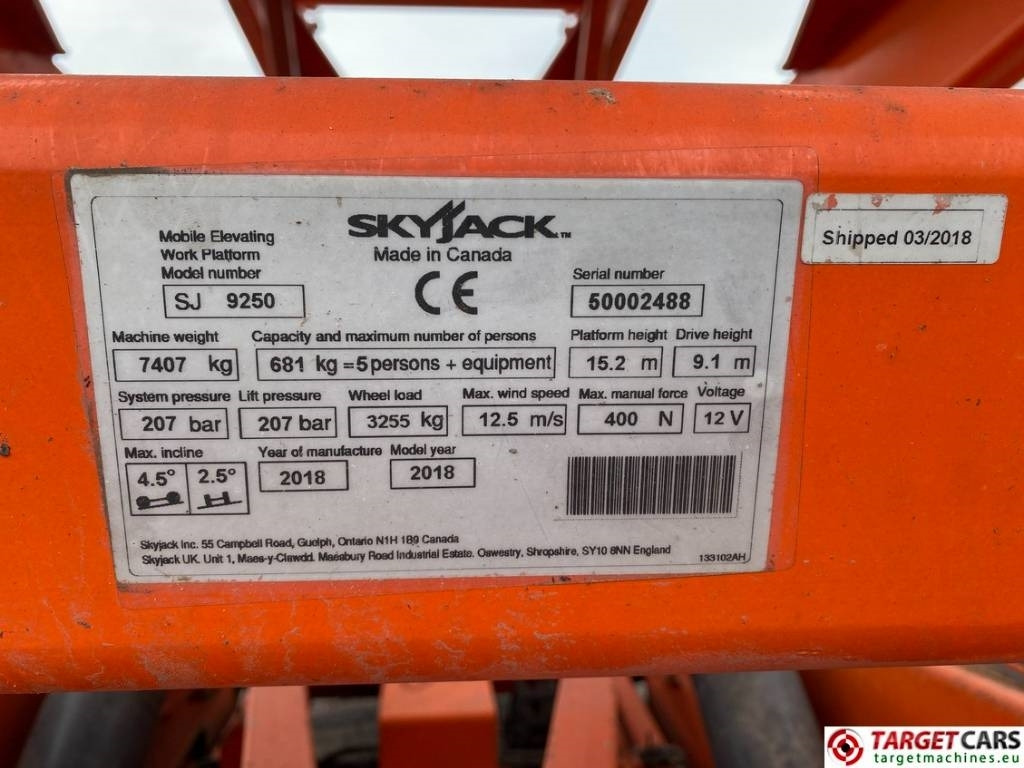 SKYJACK™
Made in Canada
CE
Mobile Elevating
Work Platform
Model number
SJ 9250
Serial number
50002488
Shipped 03/2018
Machine weight
7407 kg
Capacity and maximum number of persons
681 kg = 5 persons + equipment
Platform height
15.2 m
Drive height
9.1 m
System pressure
207 bar
Lift pressure
207 bar
Wheel load
3255 kg
Max. wind speed
12.5 m/s
Max. manual force
400 N
Voltage
12 V
Max. incline
4.5° 2.5°
Year of manufacture
2018
Model year
2018
Skyjack Inc. 55 Campbell Road, Guelph, Ontario N1H 1B9 Canada
Skyjack UK. Unit 1, Maes-y-Clawdd. Maesbury Road Industrial Estate. Oswestry, Shropshire, SY10 8NN England
133102AH
TARGETCARS
targetmachines.eu